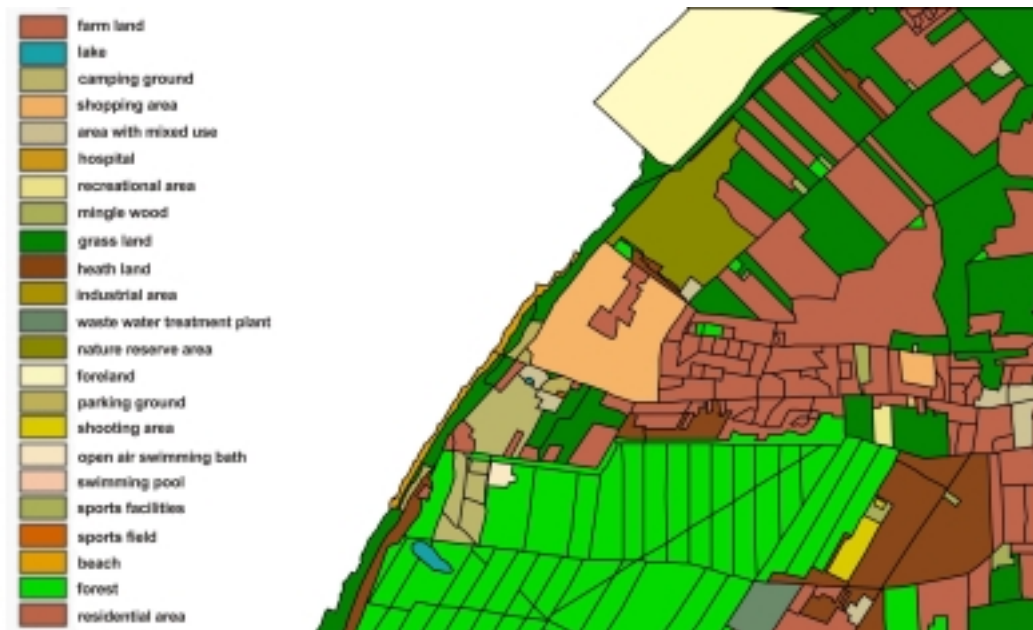 farm land
lake
camping ground
shopping area
area with mixed use
hospital
recreational area
mingle wood
grass land
heath land
industrial area
waste water treatment plant
nature reserve area
foreland
parking ground
shooting area
open air swimming bath
swimming pool
sports facilities
sports field
beach
forest
residential area